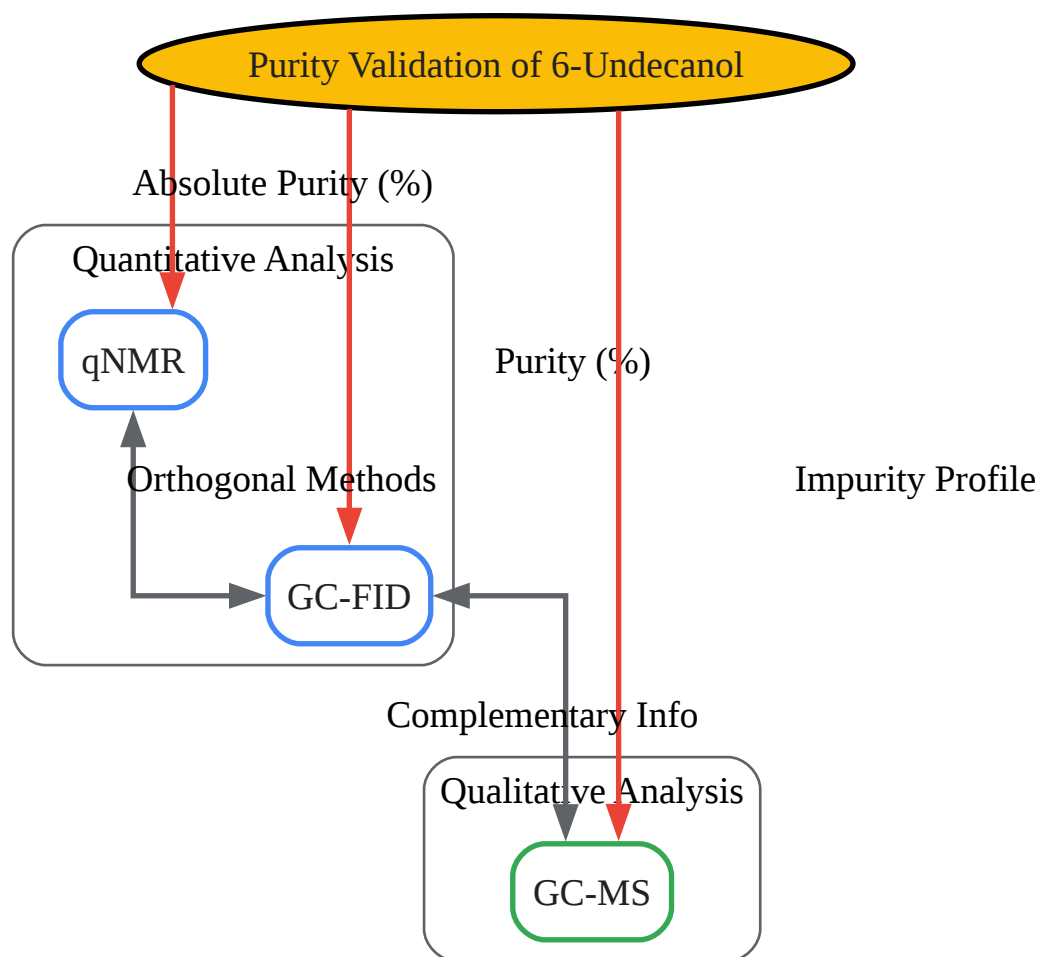 Purity Validation of 6-Undecanol
Absolute Purity (%)
Quantitative Analysis
qNMR
Purity (%)
Orthogonal Methods
Impurity Profile
GC-FID
Complementary Info
Qualitative Analysis
GC-MS